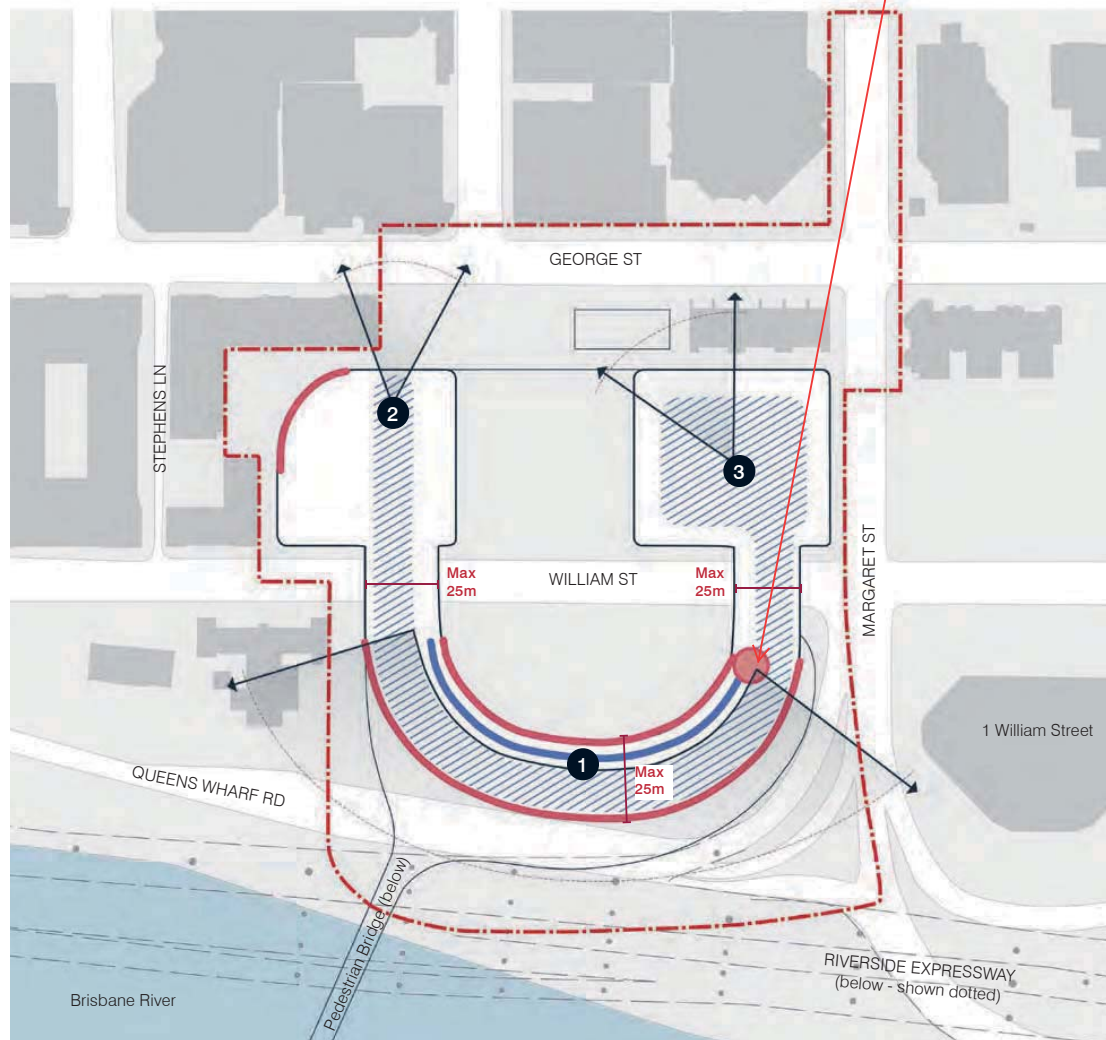 GEORGE ST
STEPHENS LN
2
3
Max
25m
WILLIAM ST
Max
25m
MARGARET ST
1 William Street
1
Max
25m
QUEENS WHARF RD
Pedestrian Bridge (below)
RIVERSIDE EXPRESSWAY
(below - shown dotted)
Brisbane River